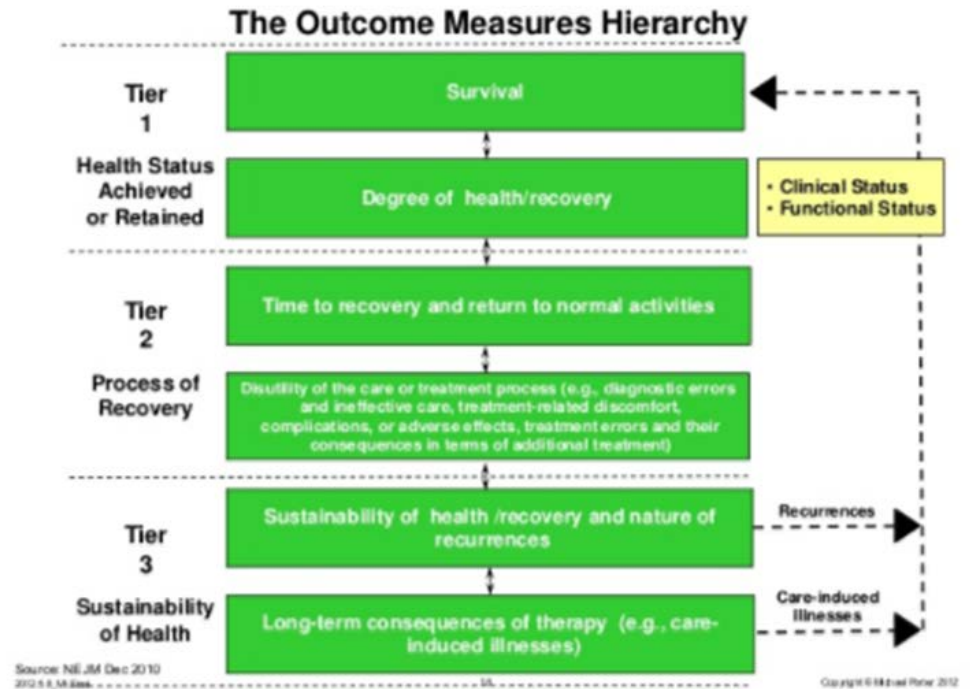 The Outcome Measures Hierarchy
Tier
1
Health Status
Achieved
or Retained
Survival
Degree of health/recovery
• Clinical Status
• Functional Status
Tier
2
Process of
Recovery
Time to recovery and return to normal activities
Disutility of the care or treatment process (e.g., diagnostic errors
and ineffective care, treatment-related discomfort,
complications, or adverse effects, treatment errors and their
consequences in terms of additional treatment)
Tier
3
Sustainability
of Health
Sustainability of health /recovery and nature of
recurrences
Recurrences
Long-term consequences of therapy (e.g., care-
induced illnesses)
Care-induced
Illnesses
Source: NEJM Dec 2010
Copyright © Michael Porter 2012